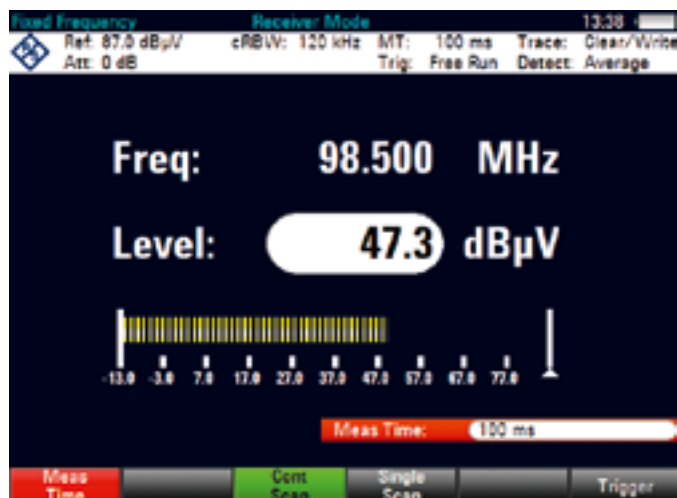 Fixed Frequency Receiver Mode 13:38
Ref: 87.0 dBµV cRBW: 120 kHz MT: 100 ms Trace: Clear/Write
Att: 0 dB Trig: Free Run Detect: Average
Freq: 98.500 MHz
Level: 47.3 dBµV
-13.0 -3.0 7.0 17.0 27.0 37.0 47.0 57.0 67.0 77.0
Meas Time: 100 ms
Meas Cont Single Trigger
Time Scan Scan